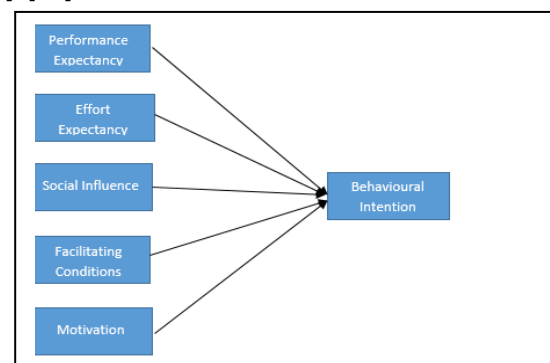 Performance
Expectancy
Effort
Expectancy
Social Influence
Behavioural
Intention
Facilitating
Conditions
Motivation